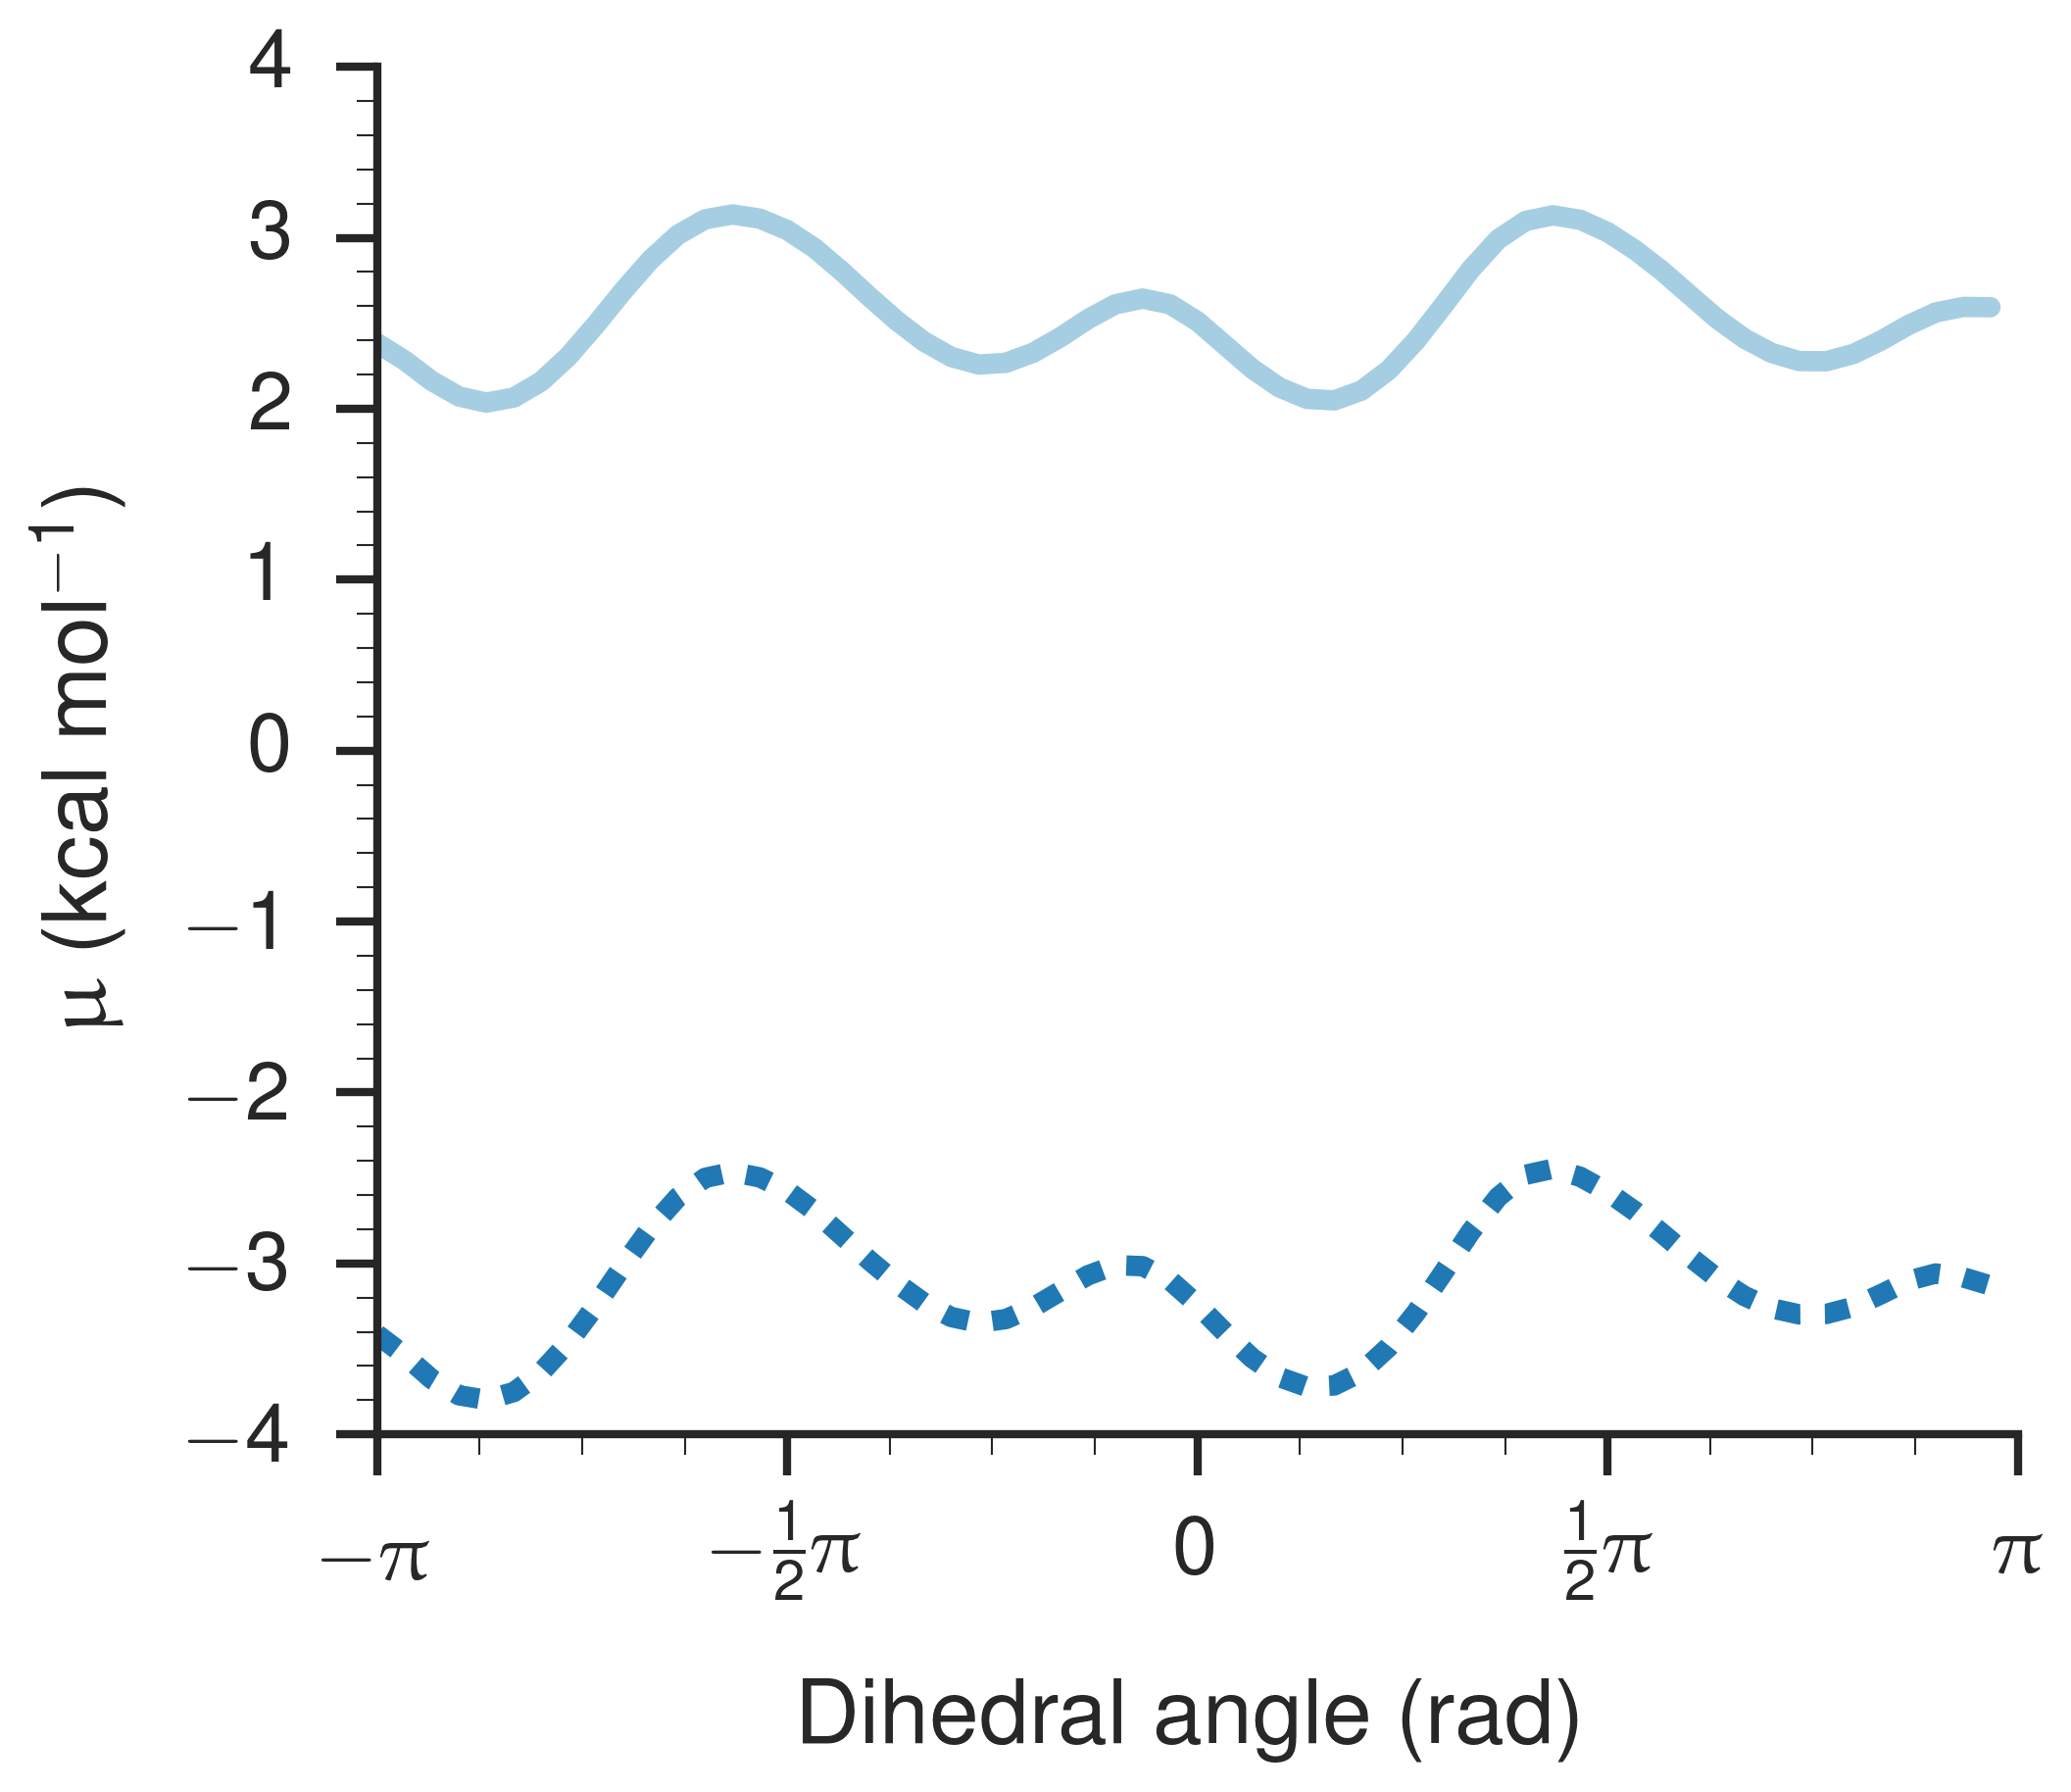 4
3
2
1
0
−1
−2
−3
−4
μ (kcal mol⁻¹)
−π
−½π
0
½π
π
Dihedral angle (rad)